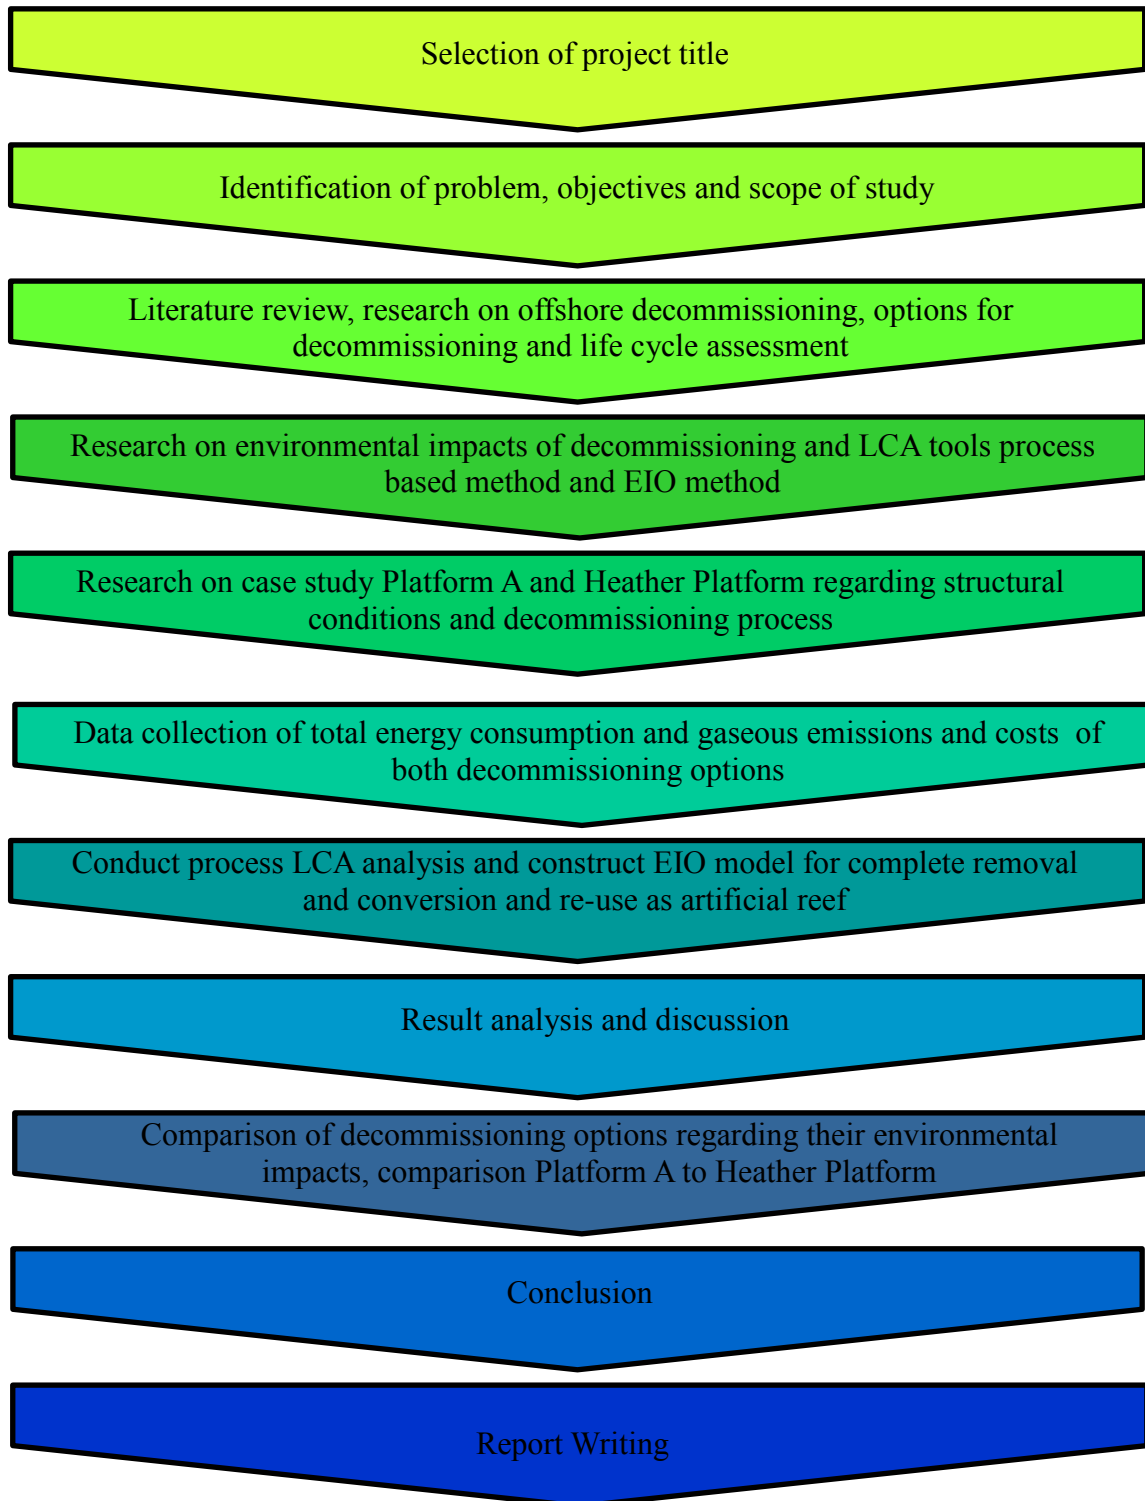 Selection of project title
Identification of problem, objectives and scope of study
Literature review, research on offshore decommissioning, options for
decommissioning and life cycle assessment
Research on environmental impacts of decommissioning and LCA tools process
based method and EIO method
Research on case study Platform A and Heather Platform regarding structural
conditions and decommissioning process
Data collection of total energy consumption and gaseous emissions and costs  of
both decommissioning options
Conduct process LCA analysis and construct EIO model for complete removal
and conversion and re-use as artificial reef
Result analysis and discussion
Comparison of decommissioning options regarding their environmental
impacts, comparison Platform A to Heather Platform
Conclusion
Report Writing